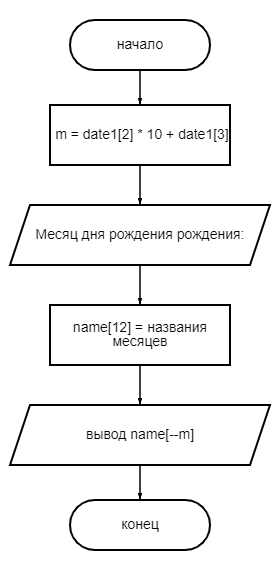 начало
m = date1[2] * 10 + date1[3]
Месяц дня рождения рождения:
name[12] = названия
месяцев
вывод name[--m]
конец